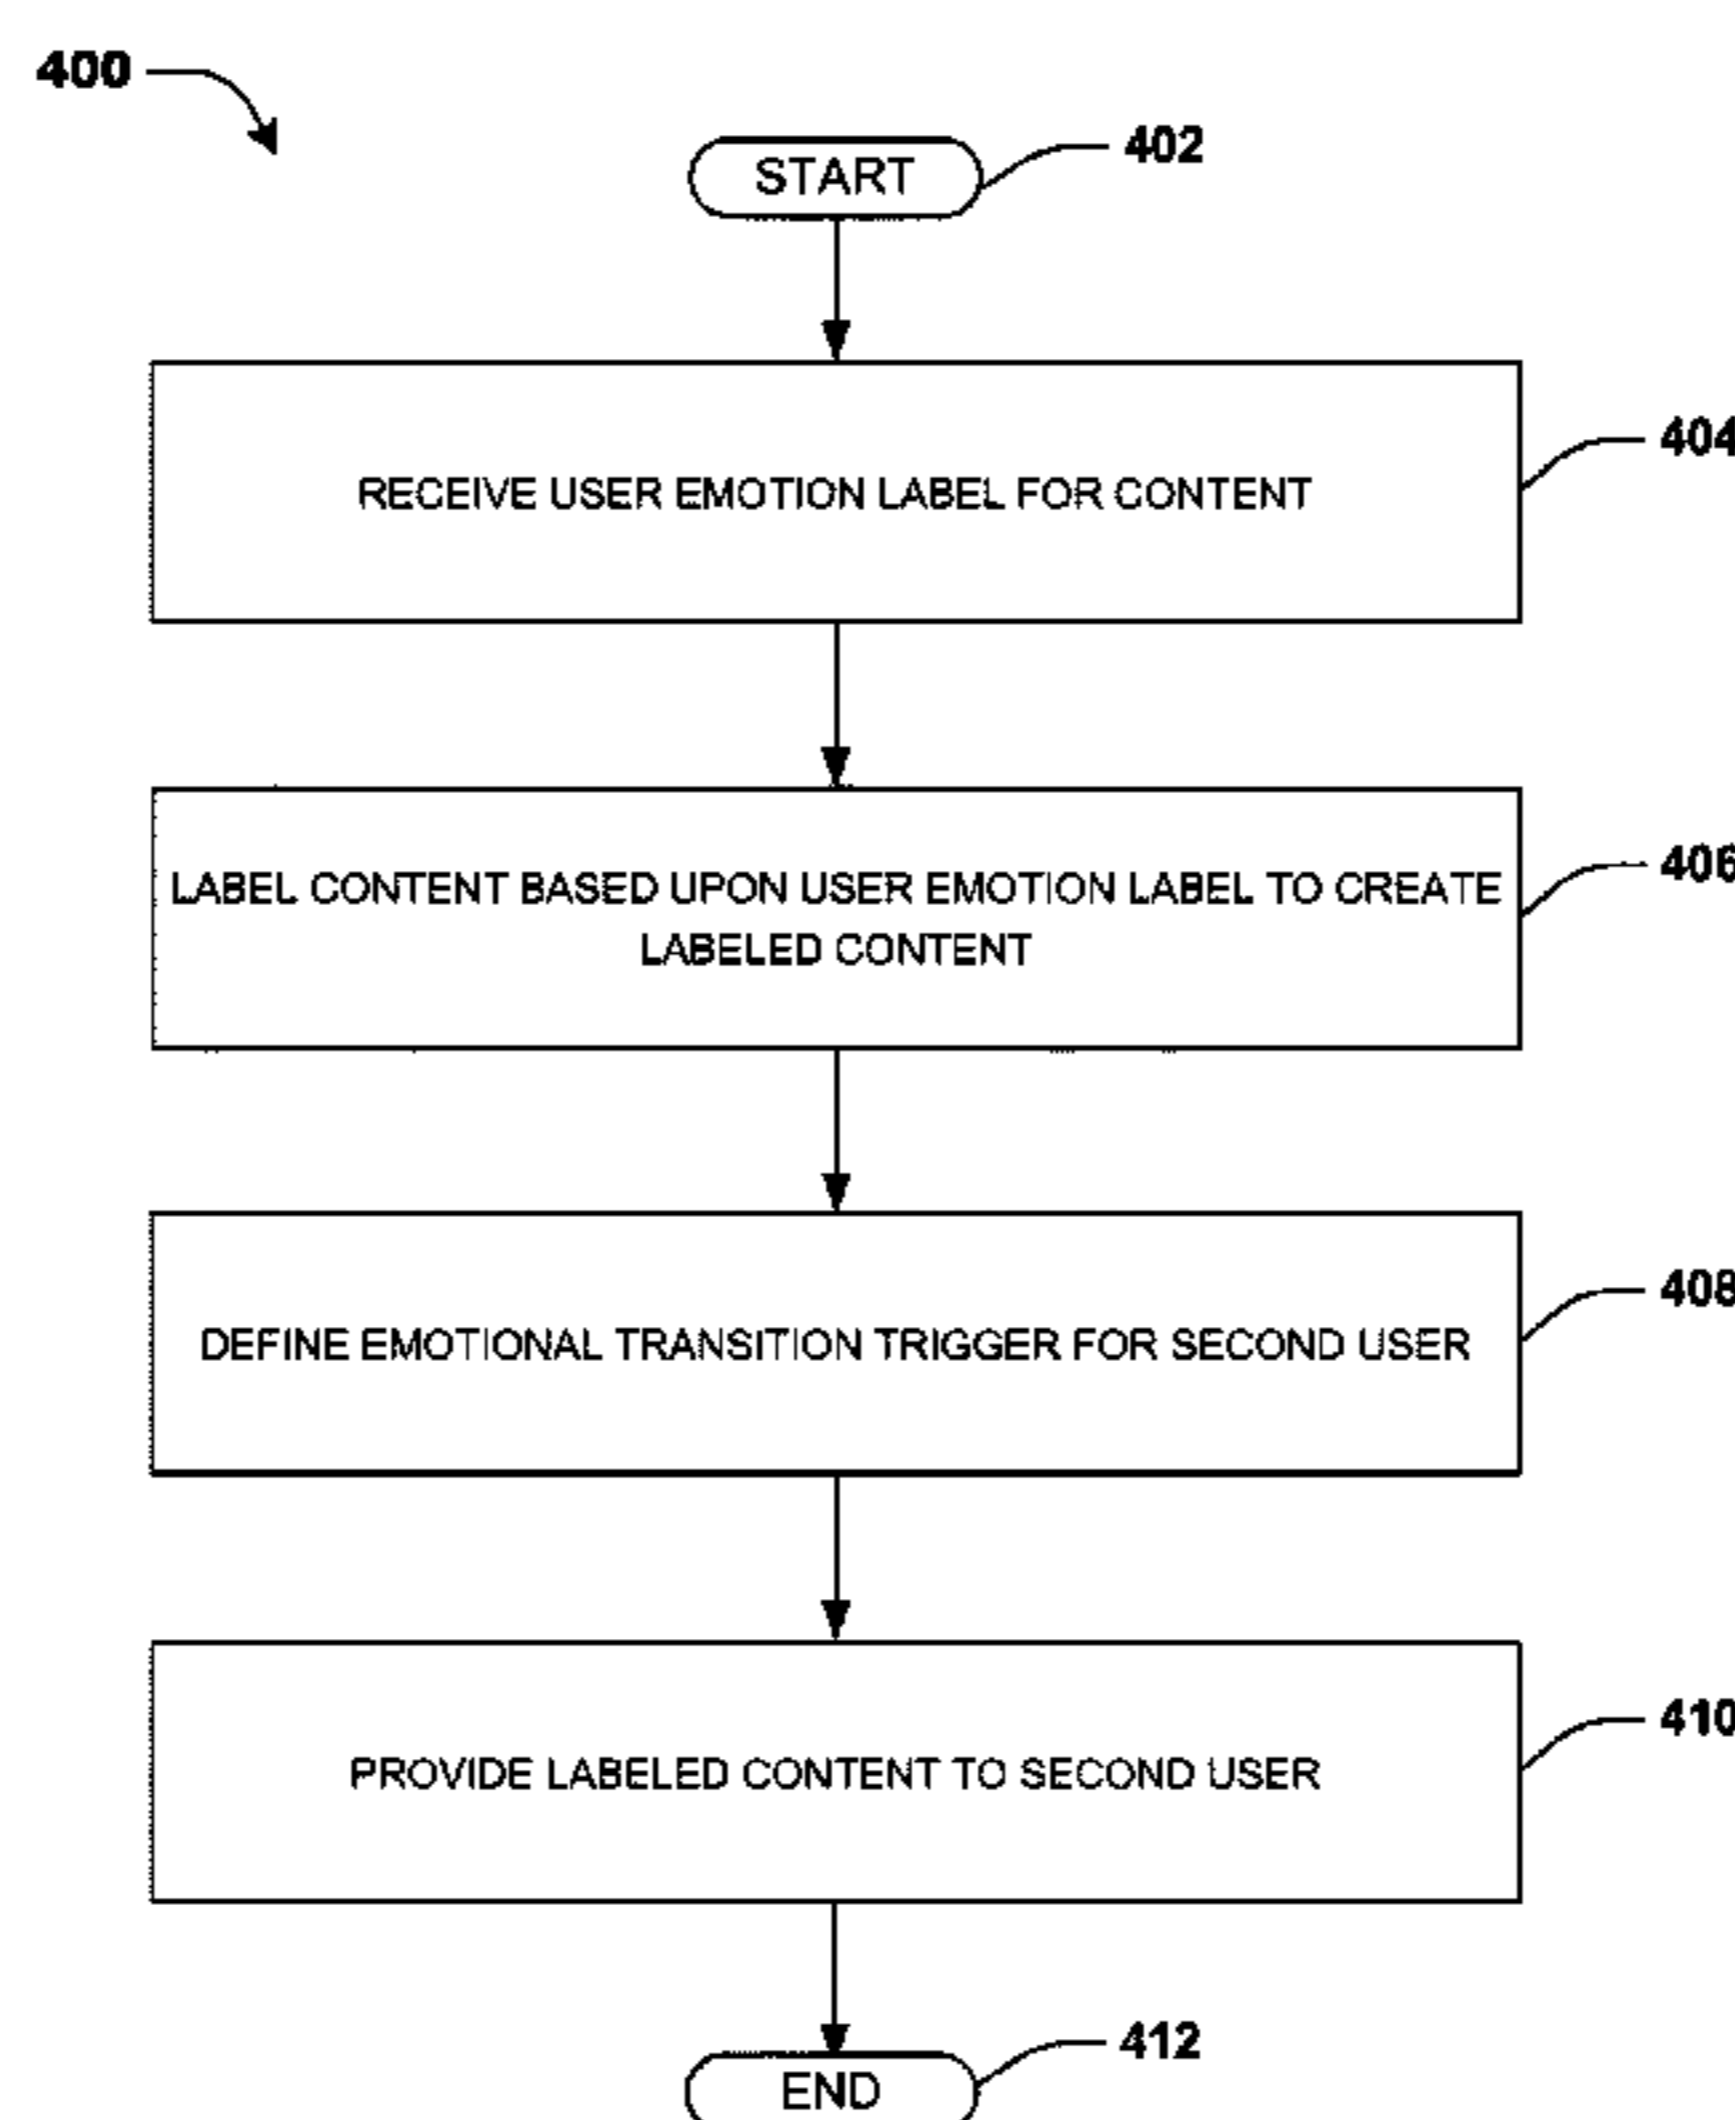 400
START
402
RECEIVE USER EMOTION LABEL FOR CONTENT
404
LABEL CONTENT BASED UPON USER EMOTION LABEL TO CREATE
LABELED CONTENT
406
DEFINE EMOTIONAL TRANSITION TRIGGER FOR SECOND USER
408
PROVIDE LABELED CONTENT TO SECOND USER
410
END
412